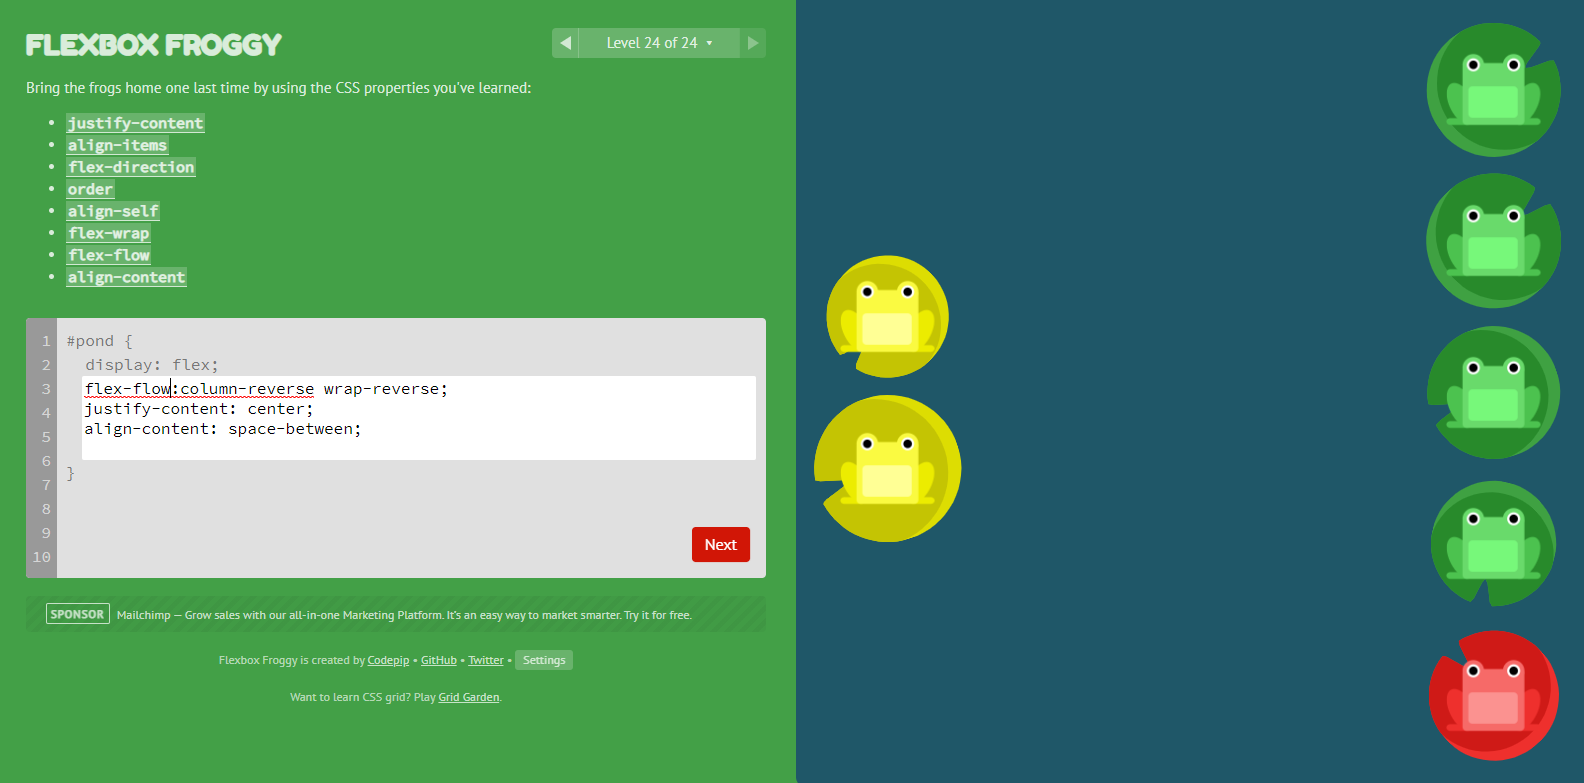 FLEXBOX FROGGY
Level 24 of 24
Bring the frogs home one last time by using the CSS properties you've learned:
justify-content
align-items
flex-direction
order
align-self
flex-wrap
flex-flow
align-content
1 #pond {
2 display: flex;
3 flex-flow:column-reverse wrap-reverse;
4 justify-content: center;
5 align-content: space-between;
6
7 }
8
9
10
Next
SPONSOR Mailchimp — Grow sales with our all-in-one Marketing Platform. It's an easy way to market smarter. Try it for free.
Flexbox Froggy is created by Codepip • GitHub • Twitter • Settings
Want to learn CSS grid? Play Grid Garden.